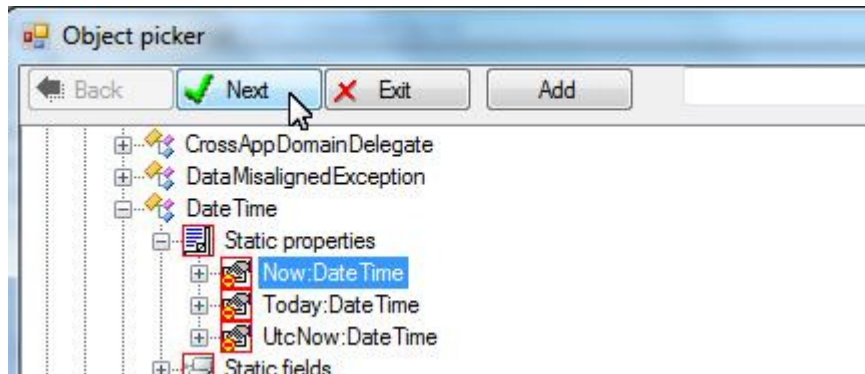 Object picker
Back Next Exit Add
CrossAppDomainDelegate
DataMisalignedException
DateTime
Static properties
Now:DateTime
Today:DateTime
UtcNow:DateTime
Static fields